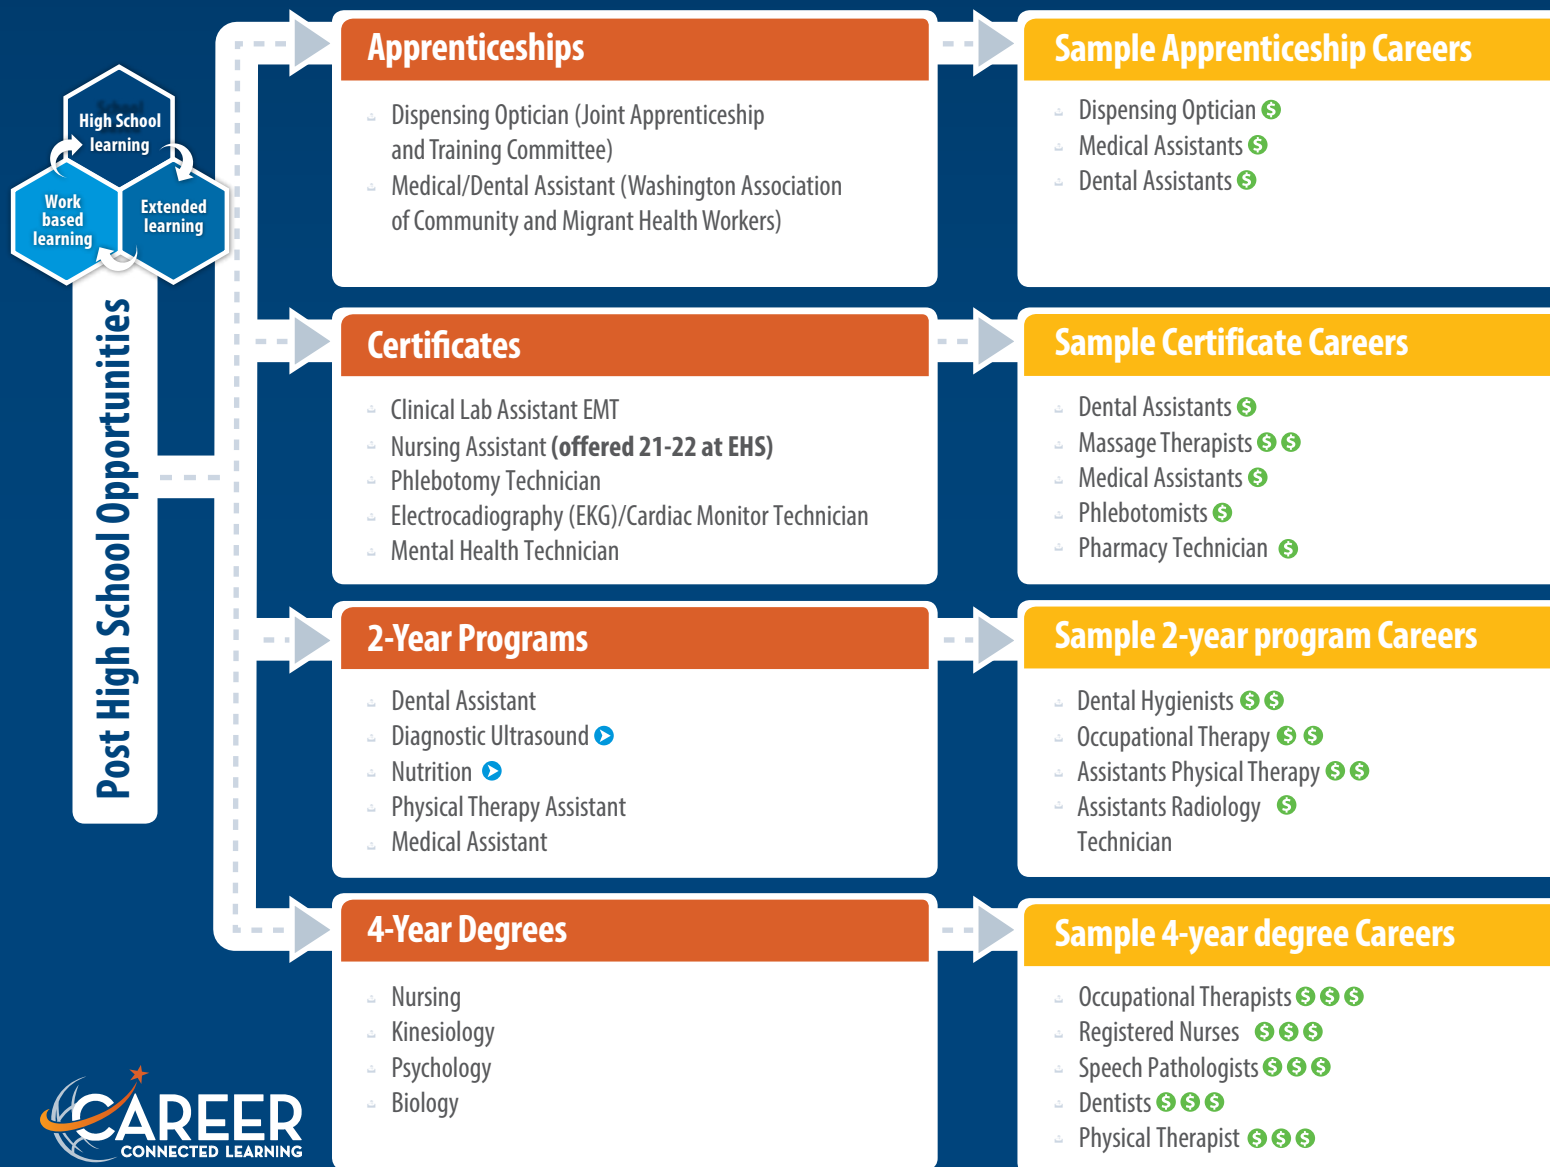 High School
learning
Work
based
learning
Extended
learning
Post High School Opportunities
Apprenticeships
Dispensing Optician (Joint Apprenticeship
and Training Committee)
Medical/Dental Assistant (Washington Association
of Community and Migrant Health Workers)
Sample Apprenticeship Careers
Dispensing Optician $
Medical Assistants $
Dental Assistants $
Certificates
Clinical Lab Assistant EMT
Nursing Assistant (offered 21-22 at EHS)
Phlebotomy Technician
Electrocadiography (EKG)/Cardiac Monitor Technician
Mental Health Technician
Sample Certificate Careers
Dental Assistants $
Massage Therapists $ $
Medical Assistants $
Phlebotomists $
Pharmacy Technician $
2-Year Programs
Dental Assistant
Diagnostic Ultrasound
Nutrition
Physical Therapy Assistant
Medical Assistant
Sample 2-year program Careers
Dental Hygienists $ $
Occupational Therapy $ $
Assistants Physical Therapy $ $
Assistants Radiology $
Technician
4-Year Degrees
Nursing
Kinesiology
Psychology
Biology
Sample 4-year degree Careers
Occupational Therapists $ $ $
Registered Nurses $ $ $
Speech Pathologists $ $ $
Dentists $ $ $
Physical Therapist $ $ $
CAREER
CONNECTED LEARNING